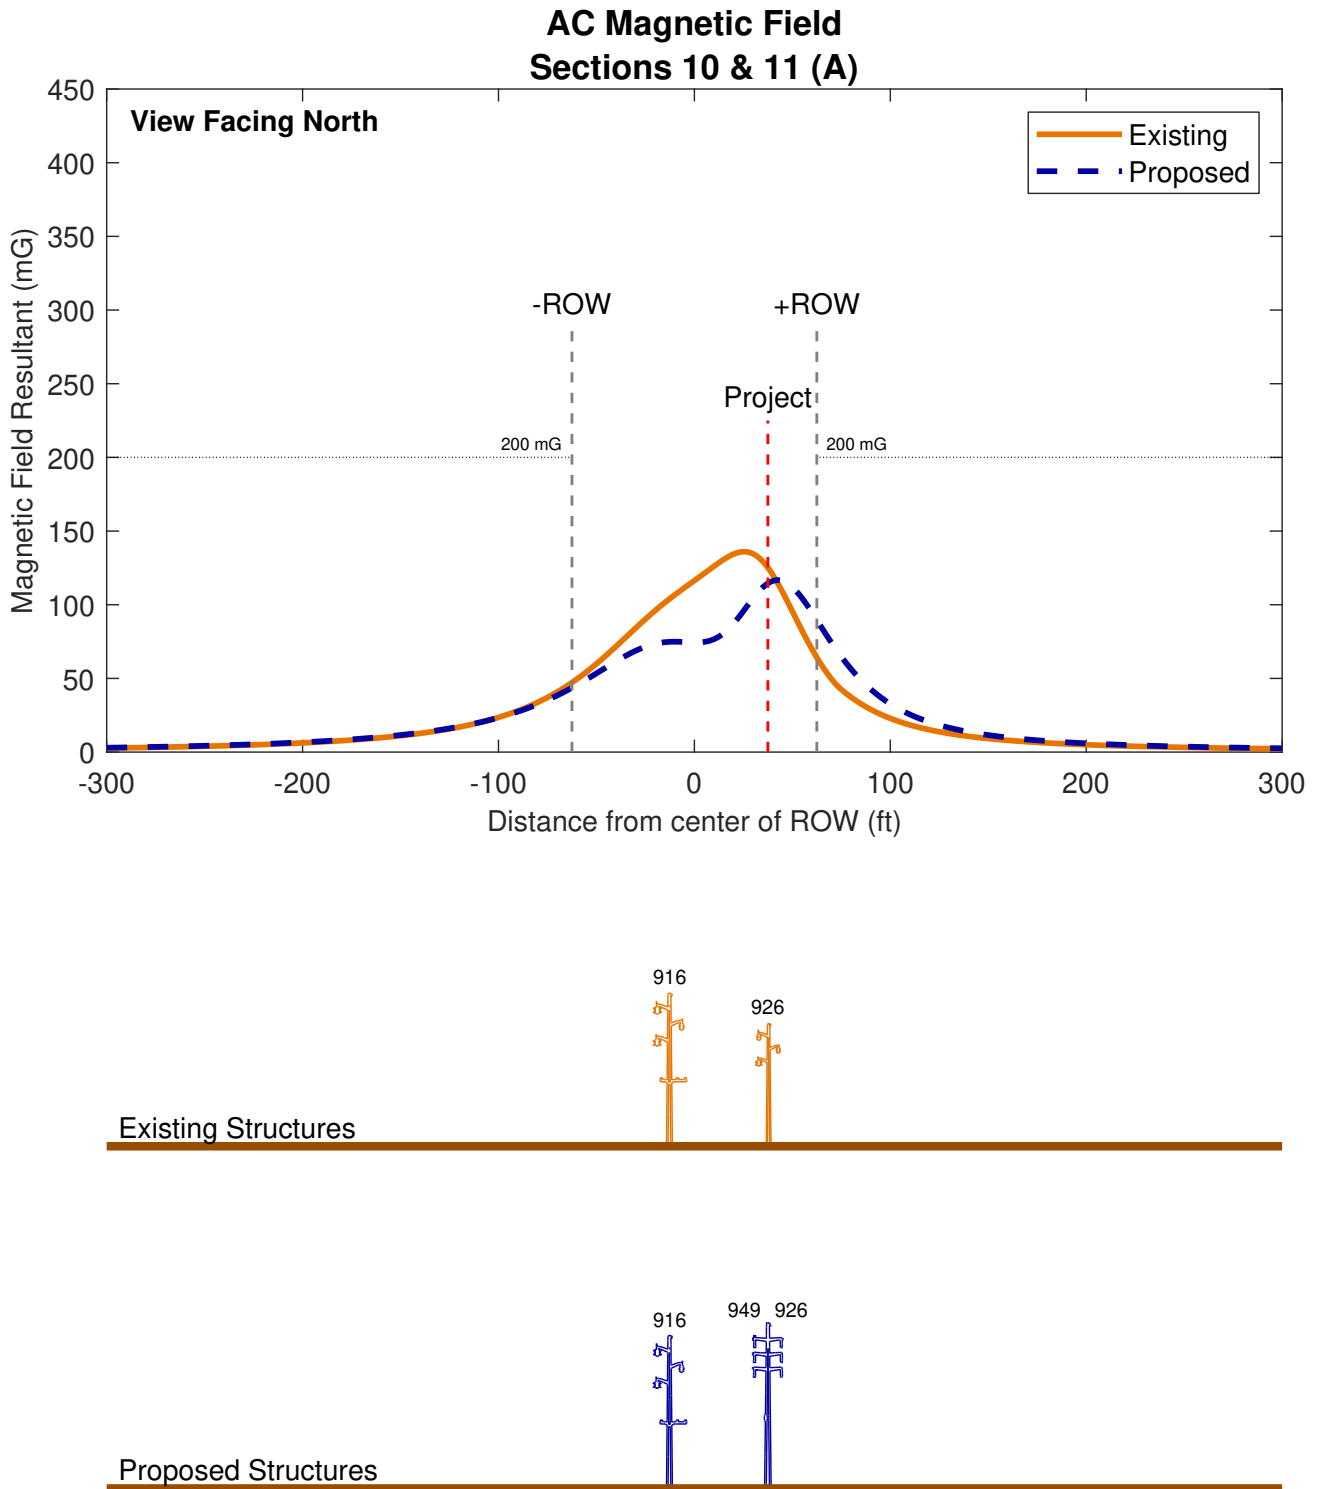 AC Magnetic Field
Sections 10 & 11 (A)
View Facing North
Existing
Proposed
450
400
350
300
250
200
150
100
50
0
Magnetic Field Resultant (mG)
-ROW
+ROW
Project
200 mG
200 mG
-300
-200
-100
0
100
200
300
Distance from center of ROW (ft)
916
926
Existing Structures
916
949 926
Proposed Structures